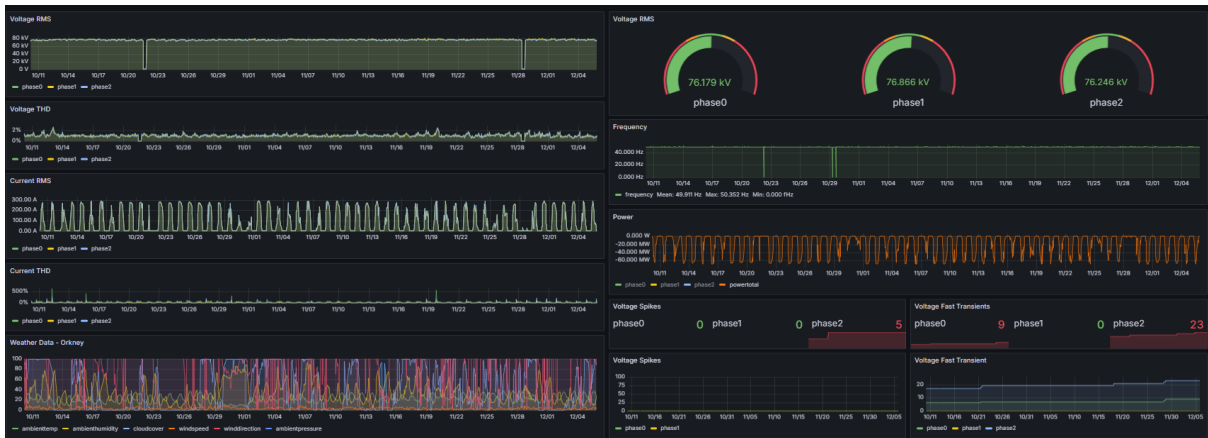 Voltage RMS
80 kV
60 kV
40 kV
20 kV
0 V
10/11 10/14 10/17 10/20 10/23 10/26 10/29 11/01 11/04 11/07 11/10 11/13 11/16 11/19 11/22 11/25 11/28 12/01 12/04
phase0 phase1 phase2
Voltage THD
2%
0%
10/11 10/14 10/17 10/20 10/23 10/26 10/29 11/01 11/04 11/07 11/10 11/13 11/16 11/19 11/22 11/25 11/28 12/01 12/04
phase0 phase1 phase2
Current RMS
300.00 A
200.00 A
100.00 A
0.00 A
10/11 10/14 10/17 10/20 10/23 10/26 10/29 11/01 11/04 11/07 11/10 11/13 11/16 11/19 11/22 11/25 11/28 12/01 12/04
phase0 phase1 phase2
Current THD
500%
0%
10/11 10/14 10/17 10/20 10/23 10/26 10/29 11/01 11/04 11/07 11/10 11/13 11/16 11/19 11/22 11/25 11/28 12/01 12/04
phase0 phase1 phase2
Weather Data - Orkney
100
80
60
40
20
0
10/11 10/14 10/17 10/20 10/23 10/26 10/29 11/01 11/04 11/07 11/10 11/13 11/16 11/19 11/22 11/25 11/28 12/01 12/04
ambienttemp ambienthumidity cloudcover windspeed winddirection ambientpressure
Voltage RMS
76.179 kV 76.866 kV 76.246 kV
phase0 phase1 phase2
Frequency
40.000 Hz
20.000 Hz
0.000 Hz
10/11 10/14 10/17 10/20 10/23 10/26 10/29 11/01 11/04 11/07 11/10 11/13 11/16 11/19 11/22 11/25 11/28 12/01 12/04
frequency Mean: 49.911 Hz Max: 50.352 Hz Min: 0.000 fHz
Power
0.000 W
-20.000 MW
-40.000 MW
-60.000 MW
10/11 10/14 10/17 10/20 10/23 10/26 10/29 11/01 11/04 11/07 11/10 11/13 11/16 11/19 11/22 11/25 11/28 12/01 12/04
phase0 phase1 phase2 powertotal
Voltage Spikes
phase0 0 phase1 0 phase2 5
Voltage Fast Transients
phase0 9 phase1 0 phase2 23
Voltage Spikes
100
75
50
25
0
10/11 10/16 10/21 10/26 10/31 11/05 11/10 11/15 11/20 11/25 11/30 12/05
phase0 phase1
Voltage Fast Transient
20
10
0
10/11 10/16 10/21 10/26 10/31 11/05 11/10 11/15 11/20 11/25 11/30 12/05
phase0 phase1 phase2